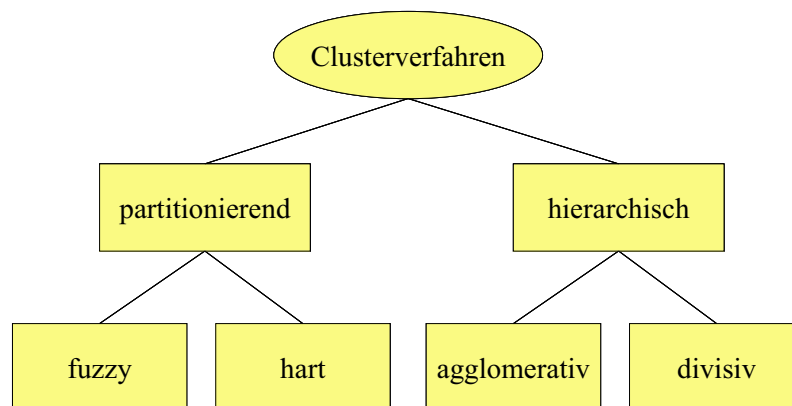 Clusterverfahren
partitionierend
hierarchisch
fuzzy
hart
agglomerativ
divisiv